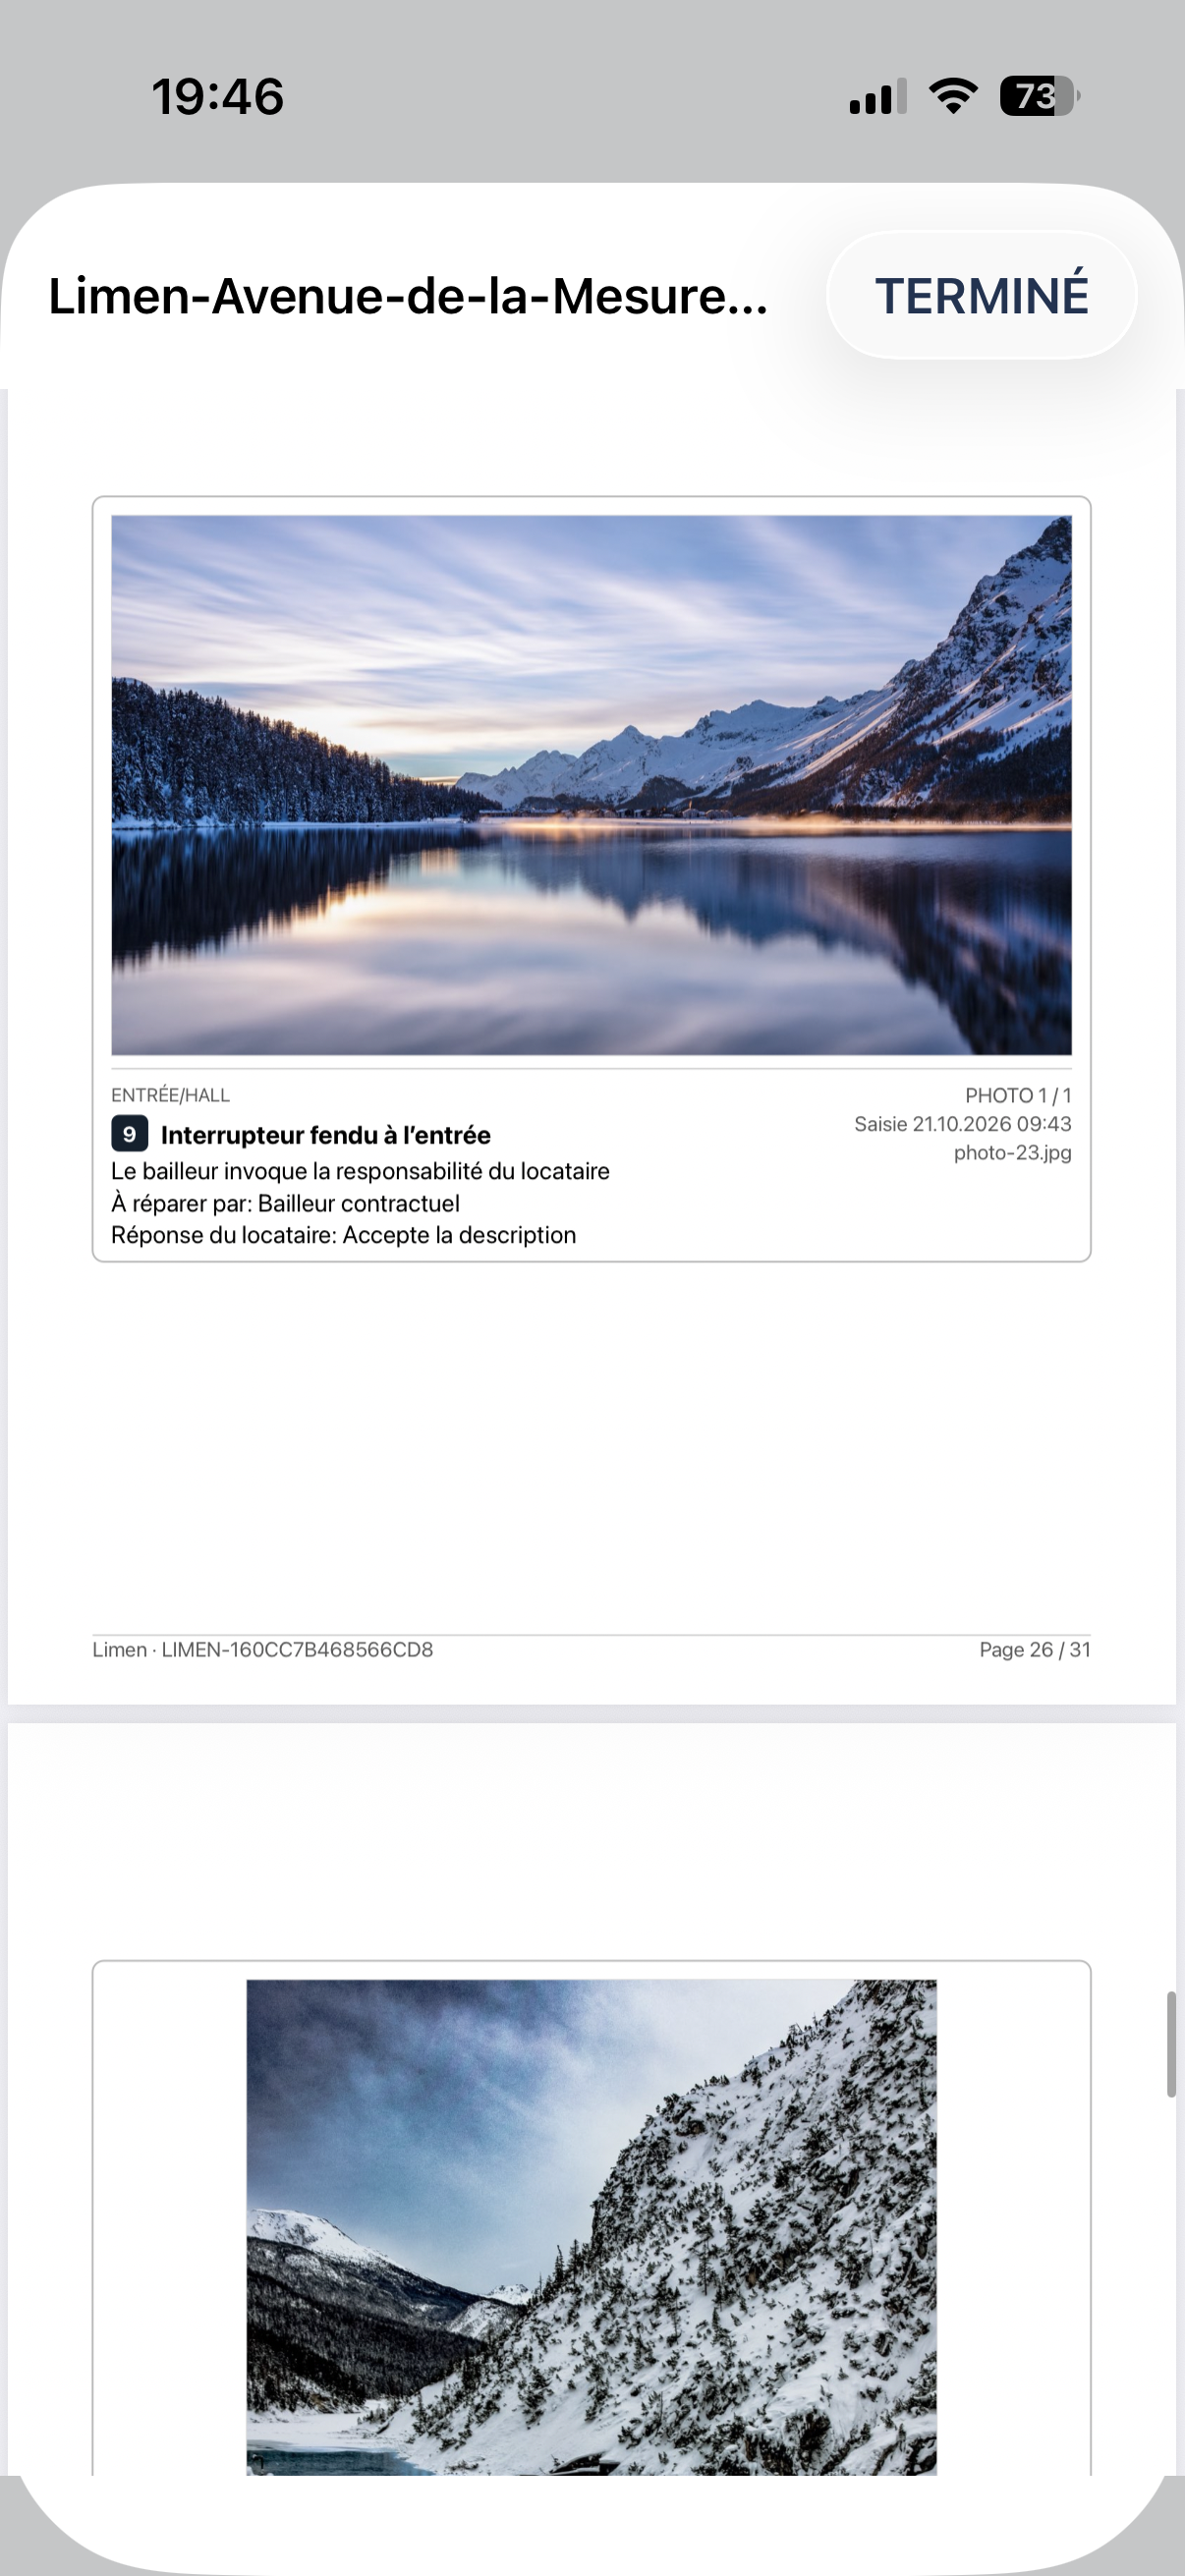 19:46
73
Limen-Avenue-de-la-Mesure...
TERMINÉ
ENTRÉE/HALL
PHOTO 1 / 1
9 Interrupteur fendu à l’entrée
Saisie 21.10.2026 09:43
photo-23.jpg
Le bailleur invoque la responsabilité du locataire
À réparer par: Bailleur contractuel
Réponse du locataire: Accepte la description
Limen · LIMEN-160CC7B468566CD8
Page 26 / 31